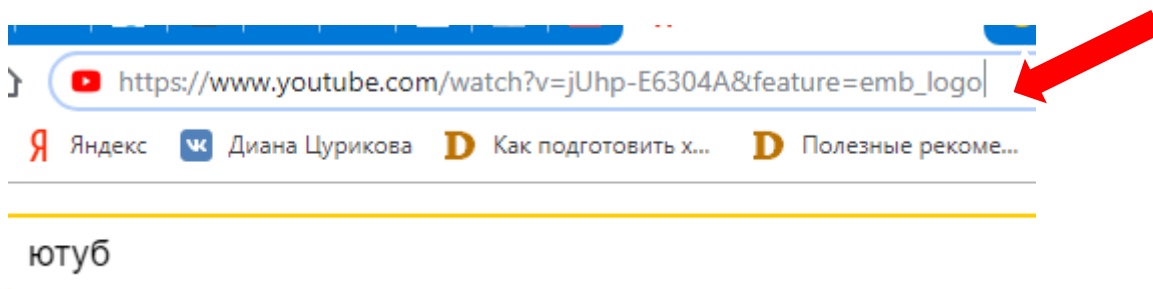 https://www.youtube.com/watch?v=jUhp-E6304A&feature=emb_logo
Я Яндекс Диана Цурикова D Как подготовить х... D Полезные рекоме...
ютуб